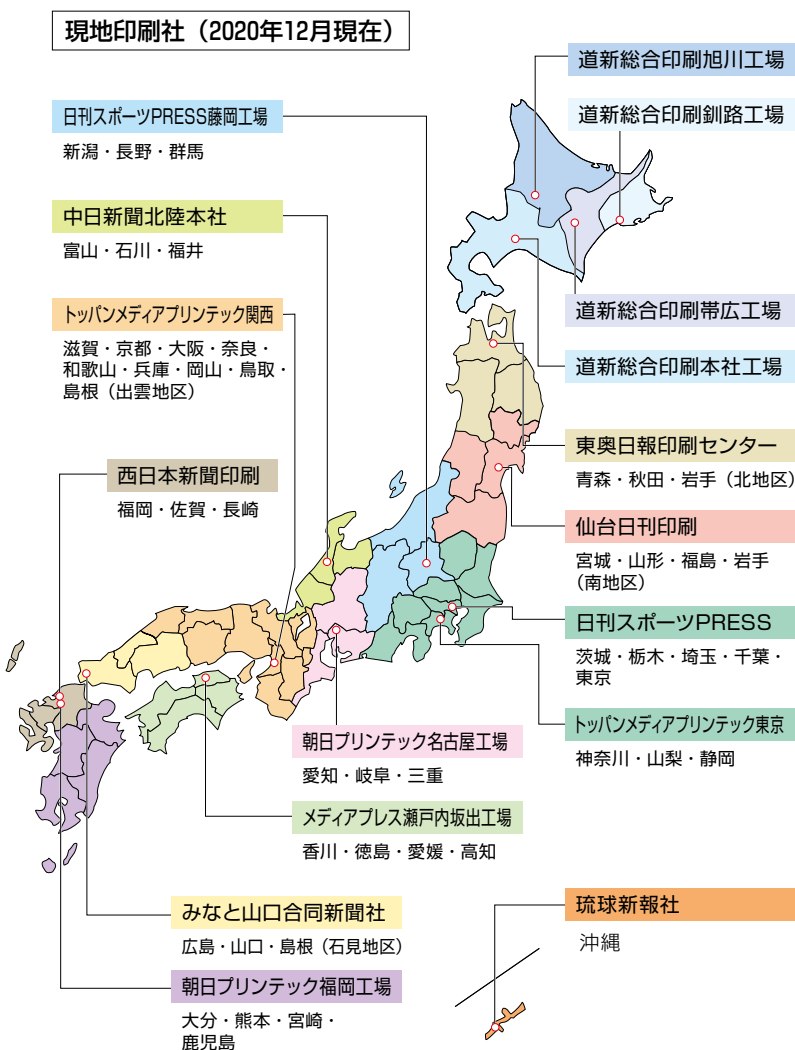 現地印刷社（2020年12月現在）
道新総合印刷旭川工場
道新総合印刷釧路工場
道新総合印刷帯広工場
道新総合印刷本社工場
日刊スポーツPRESS藤岡工場
新潟・長野・群馬
中日新聞北陸本社
富山・石川・福井
トッパンメディアプリンテック関西
滋賀・京都・大阪・奈良・
和歌山・兵庫・岡山・鳥取・
島根（出雲地区）
西日本新聞印刷
福岡・佐賀・長崎
東奥日報印刷センター
青森・秋田・岩手（北地区）
仙台日刊印刷
宮城・山形・福島・岩手
（南地区）
日刊スポーツPRESS
茨城・栃木・埼玉・千葉・
東京
トッパンメディアプリンテック東京
神奈川・山梨・静岡
朝日プリンテック名古屋工場
愛知・岐阜・三重
メディアプレス瀬戸内坂出工場
香川・徳島・愛媛・高知
みなと山口合同新聞社
広島・山口・島根（石見地区）
朝日プリンテック福岡工場
大分・熊本・宮崎・
鹿児島
琉球新報社
沖縄